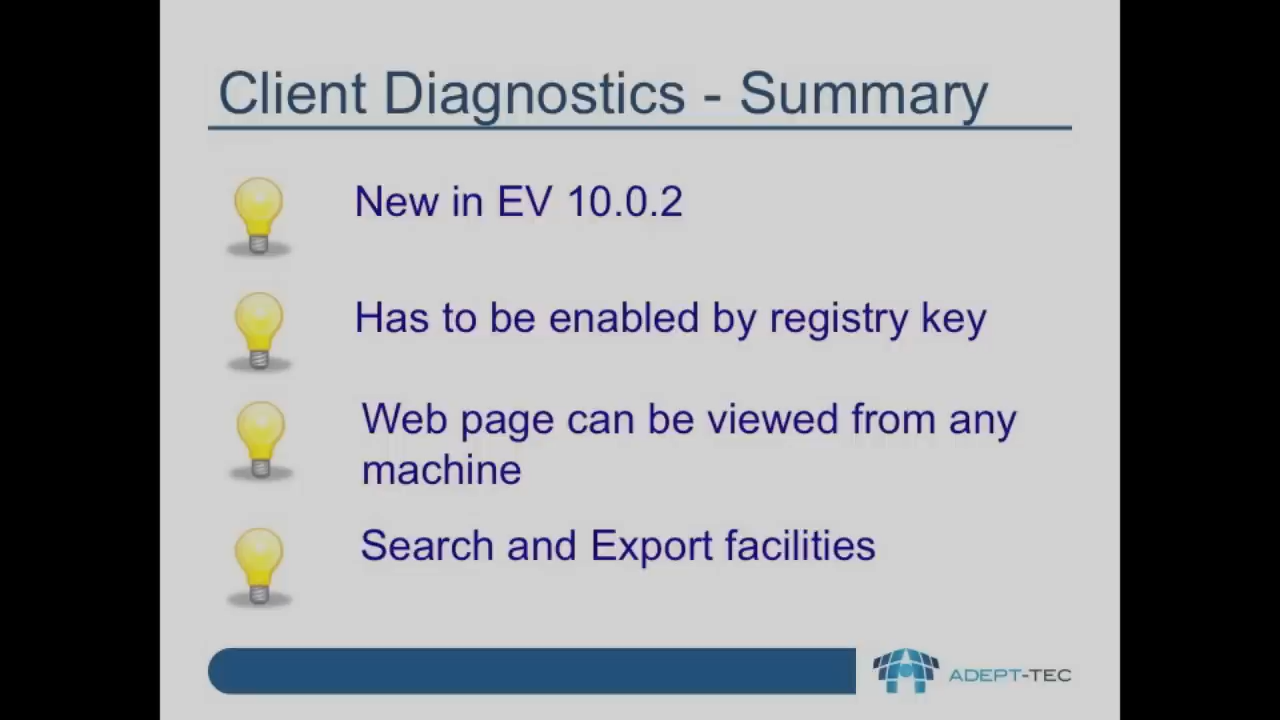 Client Diagnostics - Summary
New in EV 10.0.2
Has to be enabled by registry key
Web page can be viewed from any
machine
Search and Export facilities
ADEPT-TEC